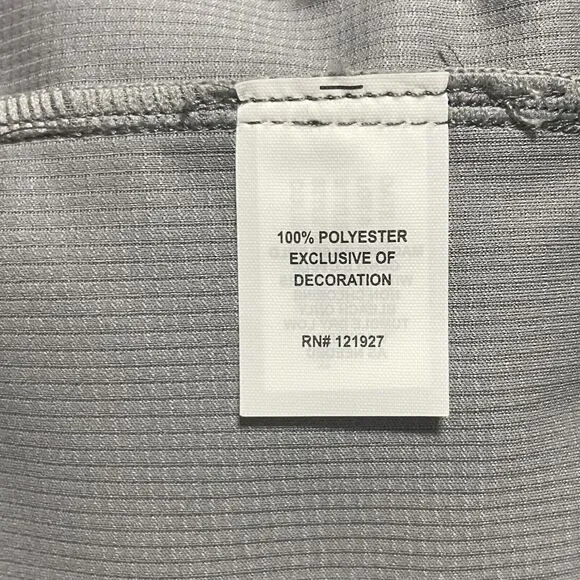 100% POLYESTER
EXCLUSIVE OF
DECORATION
RN# 121927